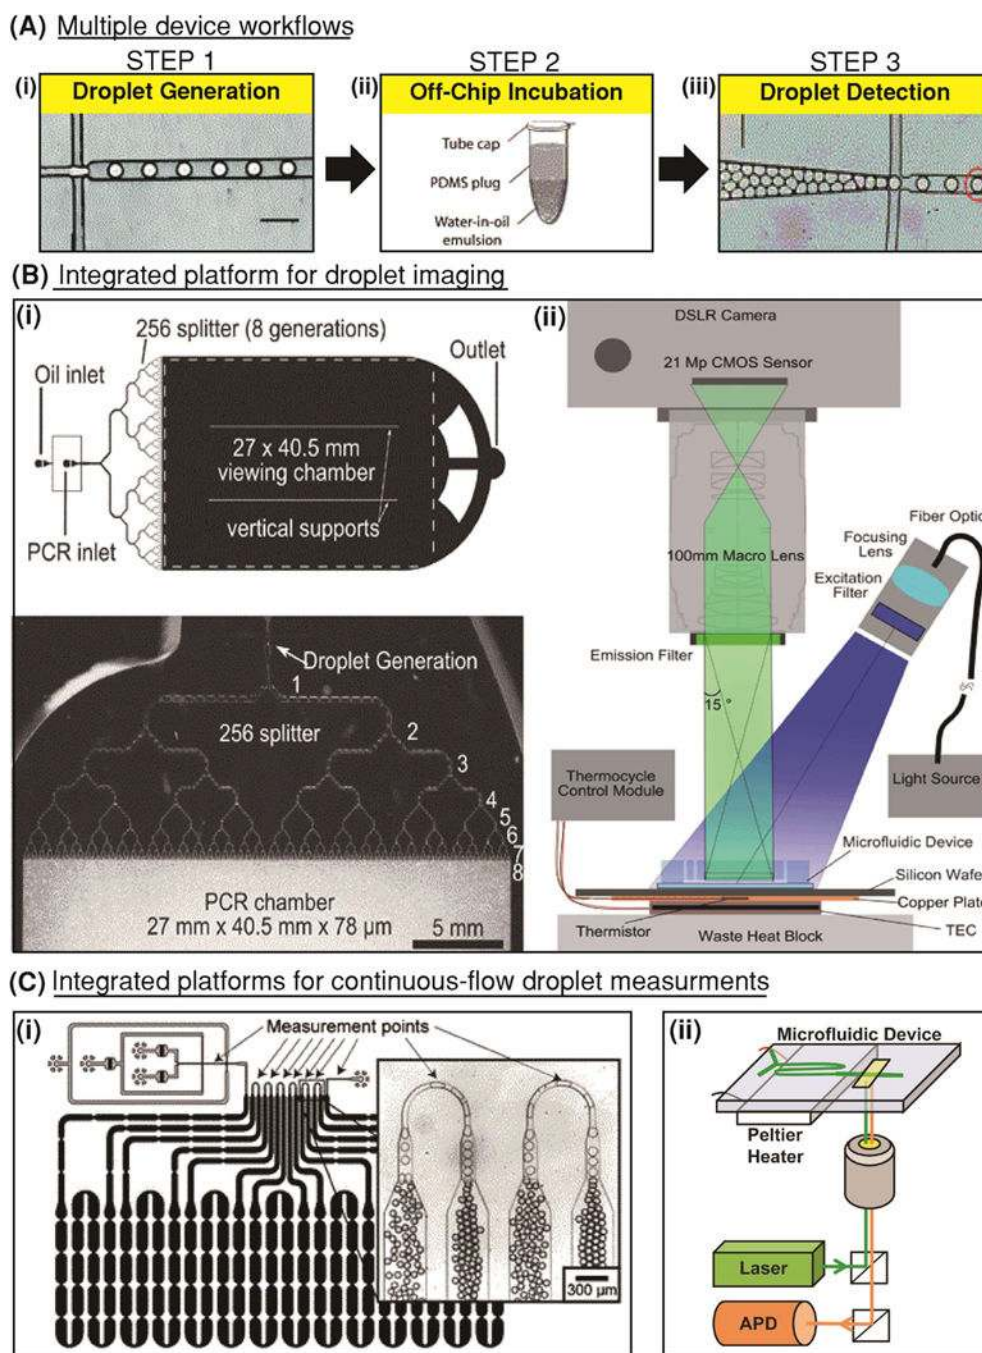 (A) Multiple device workflows
STEP 1
STEP 2
STEP 3
(i)
Droplet Generation
(ii)
Off-Chip Incubation
(iii)
Droplet Detection
Tube cap
PDMS plug
Water-in-oil
emulsion
(B) Integrated platform for droplet imaging
(i)
256 splitter (8 generations)
Oil inlet
Outlet
27 x 40.5 mm
viewing chamber
vertical supports
PCR inlet
Droplet Generation
1
256 splitter
2
3
4
5
6
7
8
PCR chamber
27 mm x 40.5 mm x 78 µm
5 mm
(ii)
DSLR Camera
21 Mp CMOS Sensor
Fiber Optic
Focusing
Lens
Excitation
Filter
100mm Macro Lens
Emission Filter
15 °
Thermocycle
Control Module
Light Source
Microfluidic Device
Silicon Wafe
Copper Plate
Thermistor
TEC
Waste Heat Block
(C) Integrated platforms for continuous-flow droplet measurments
(i)
Measurement points
300 µm
(ii)
Microfluidic Device
Peltier
Heater
Laser
APD